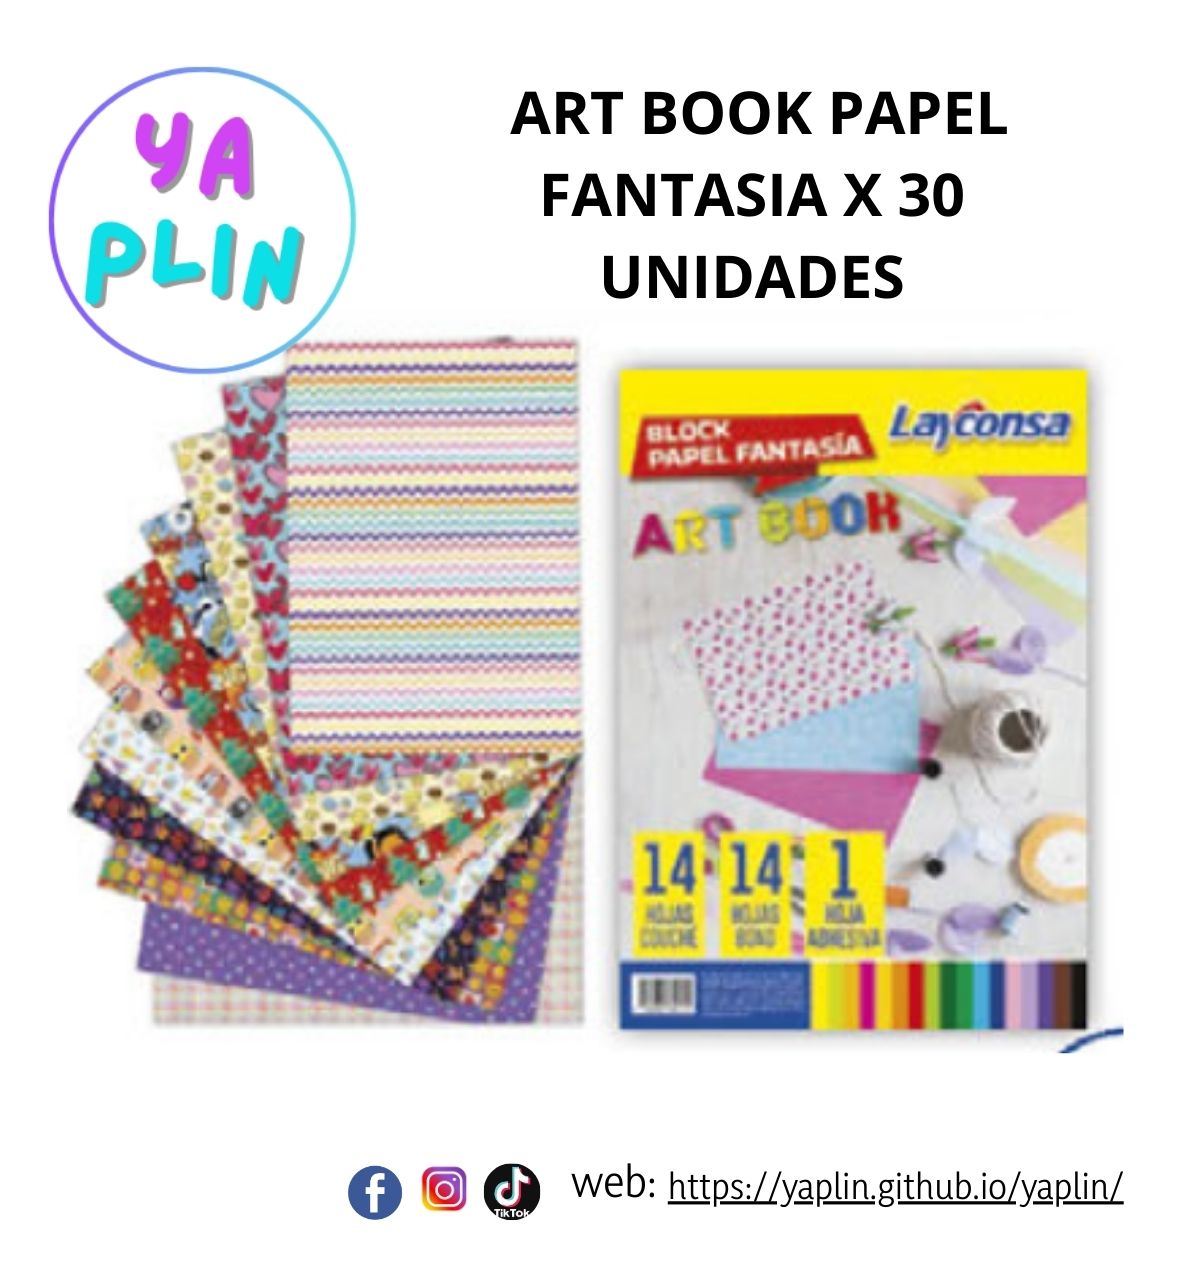 YA
PLIN
ART BOOK PAPEL
FANTASIA X 30
UNIDADES
BLOCK
PAPEL FANTASÍA
Layconsa
ART BOOK
14
HOJAS
COUCHÉ
14
HOJAS
BOND
1
HOJA
ADHESIVA
TikTok
web: https://yaplin.github.io/yaplin/